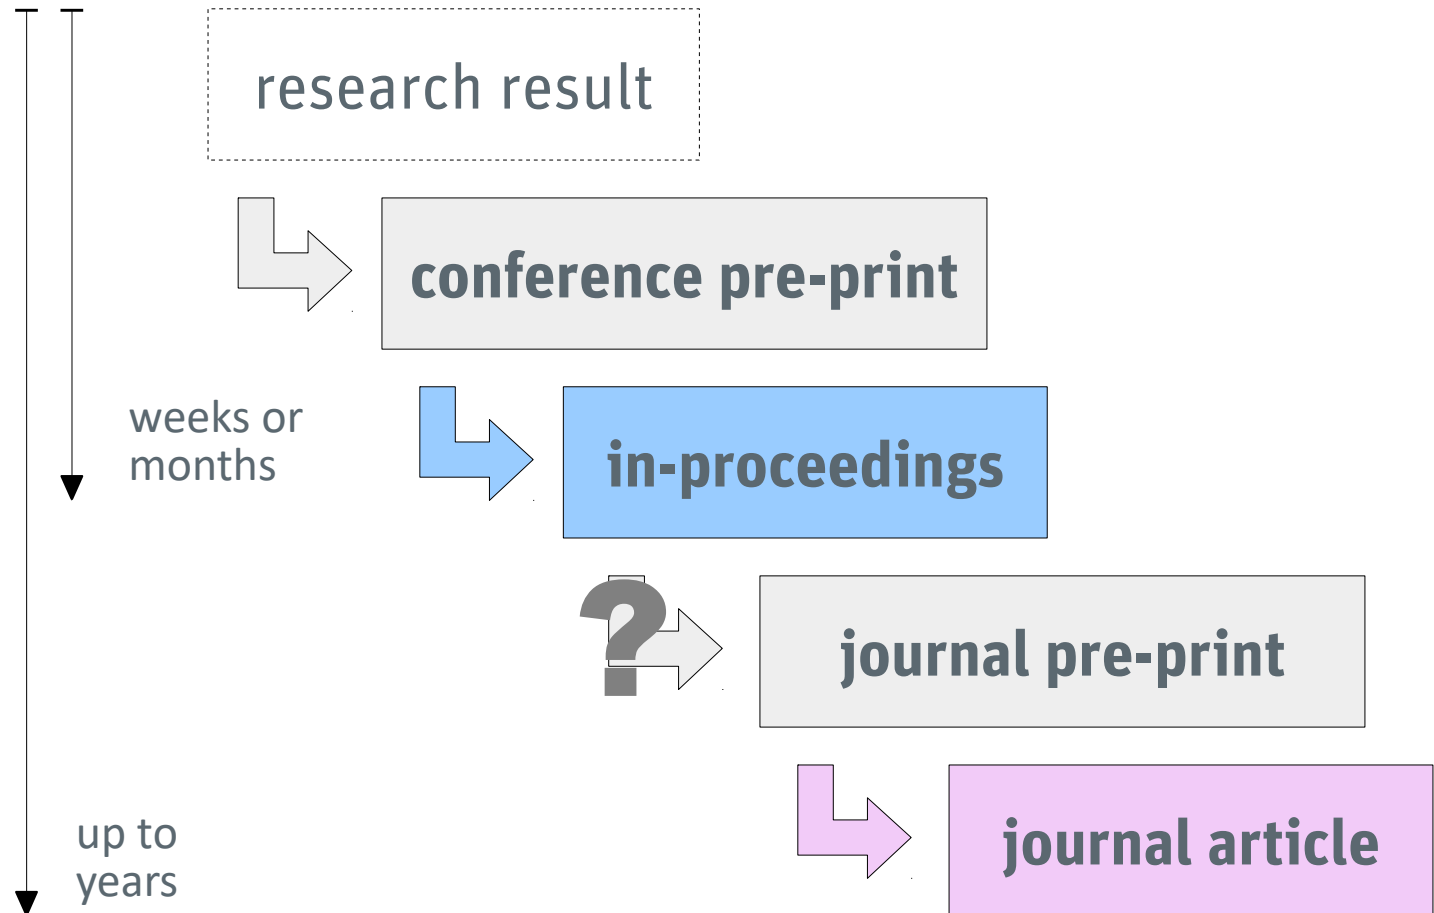 research result
conference pre-print
weeks or
months
in-proceedings
?
journal pre-print
up to
years
journal article